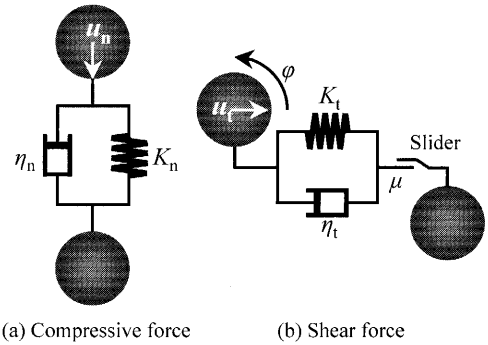 uₙ
φ
Kₜ
uₜ
Slider
ηₙ
Kₙ
μ
ηₜ
(a) Compressive force
(b) Shear force